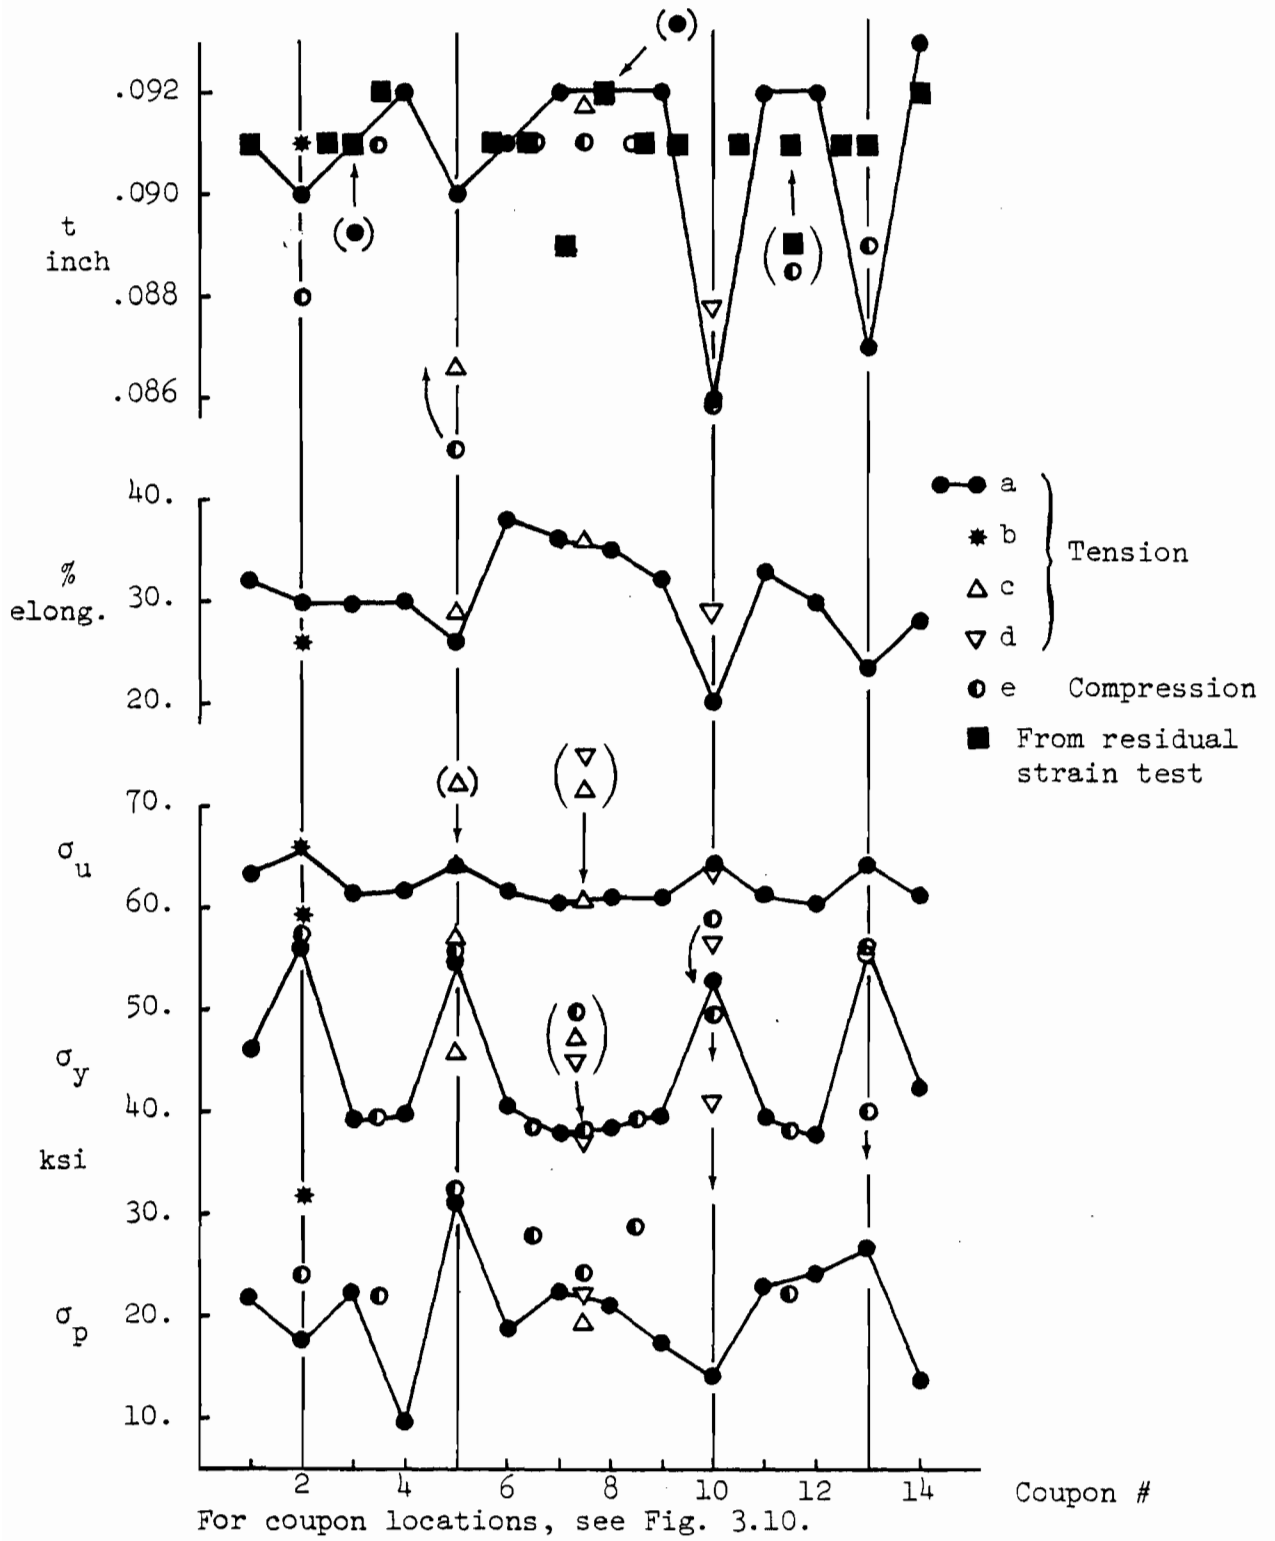 .092
.090
t
inch
.088
.086
40.
%
30.
elong.
20.
a
b
Tension
c
d
e Compression
From residual
strain test
70.
σu
60.
50.
σy
40.
ksi
30.
20.
σp
10.
2 4 6 8 10 12 14 Coupon #
For coupon locations, see Fig. 3.10.